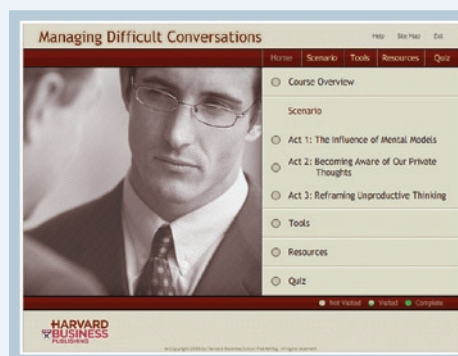 Managing Difficult Conversations
Help Site Map Exit
Home Scenario Tools Resources Quiz
Course Overview
Scenario
Act 1: The Influence of Mental Models
Act 2: Becoming Aware of Our Private
Thoughts
Act 3: Reframing Unproductive Thinking
Tools
Resources
Quiz
Not Visited Visited Complete
HARVARD
BUSINESS
PUBLISHING